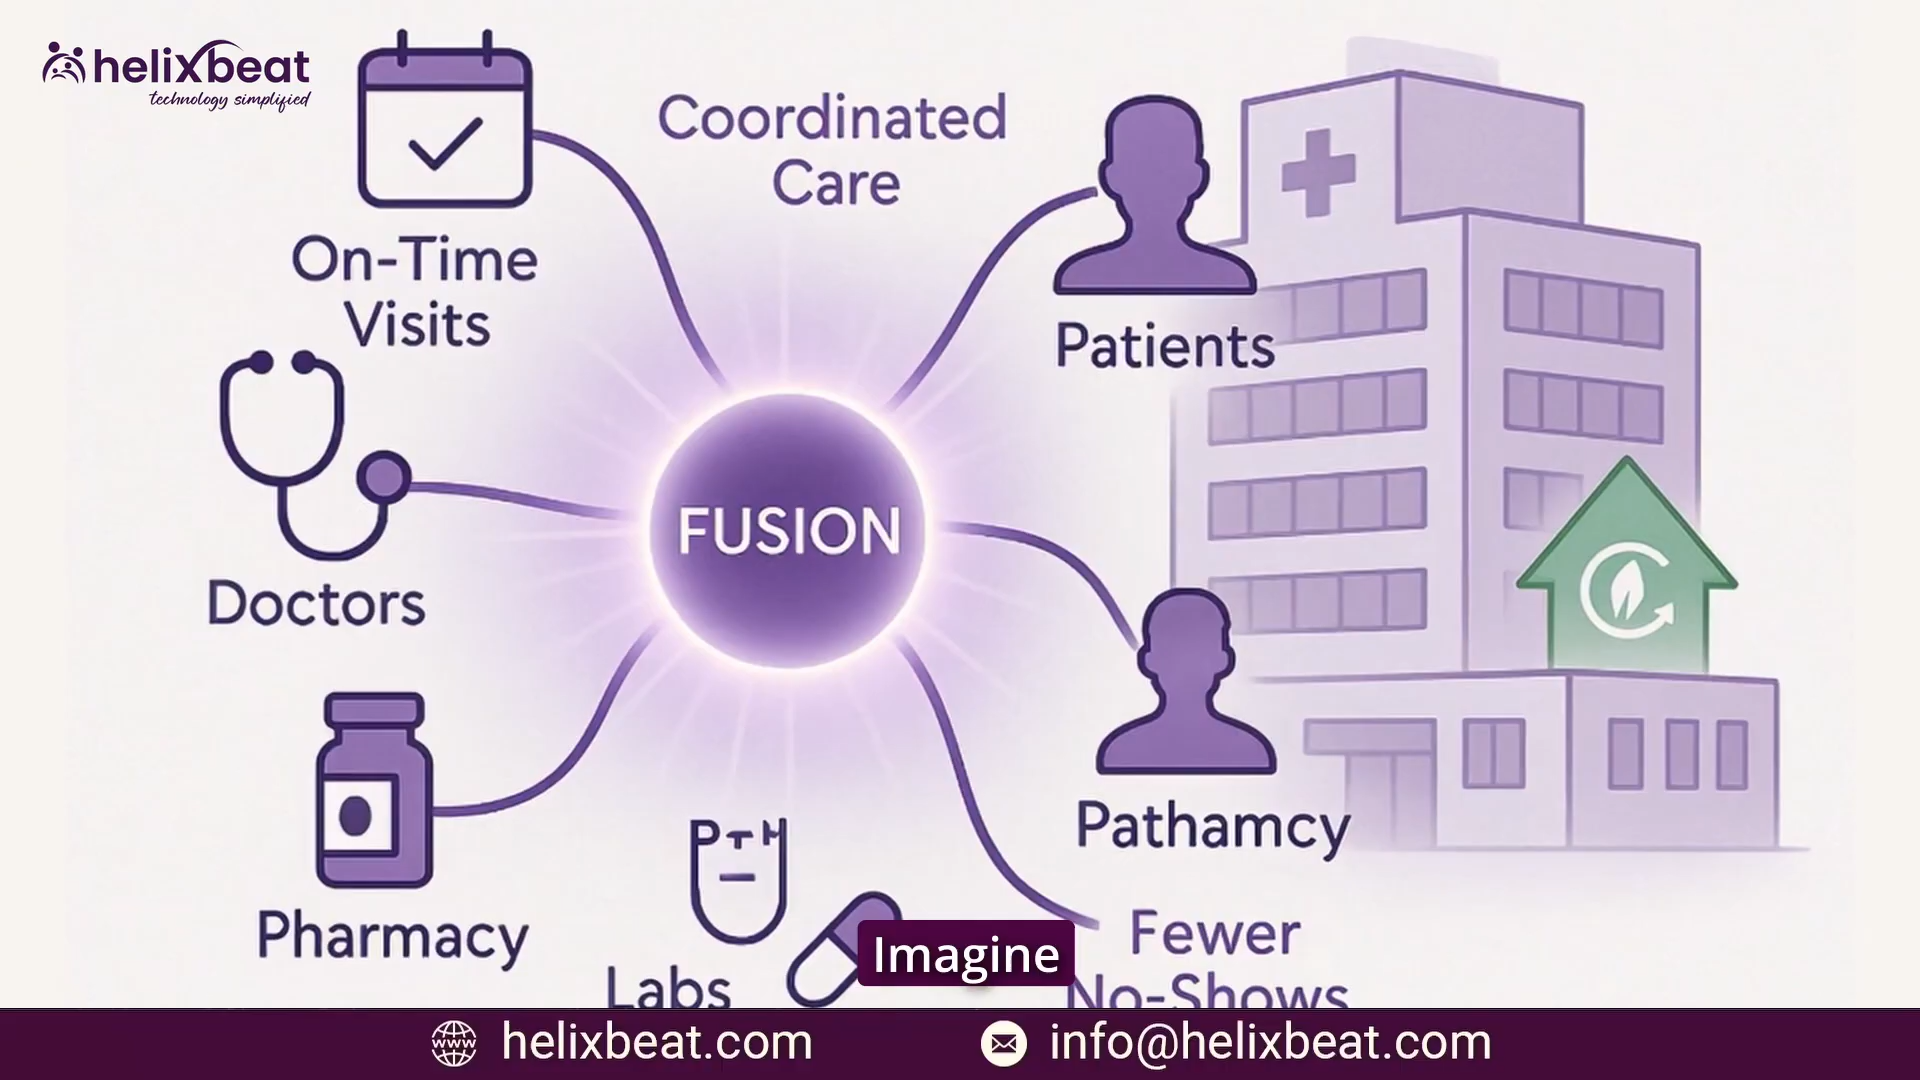 helixbeat
technology simplified
Coordinated
Care
On-Time
Visits
Patients
Doctors
FUSION
Pharmacy
Pathamcy
Labs
Imagine
Fewer
No-Shows
www
helixbeat.com
info@helixbeat.com